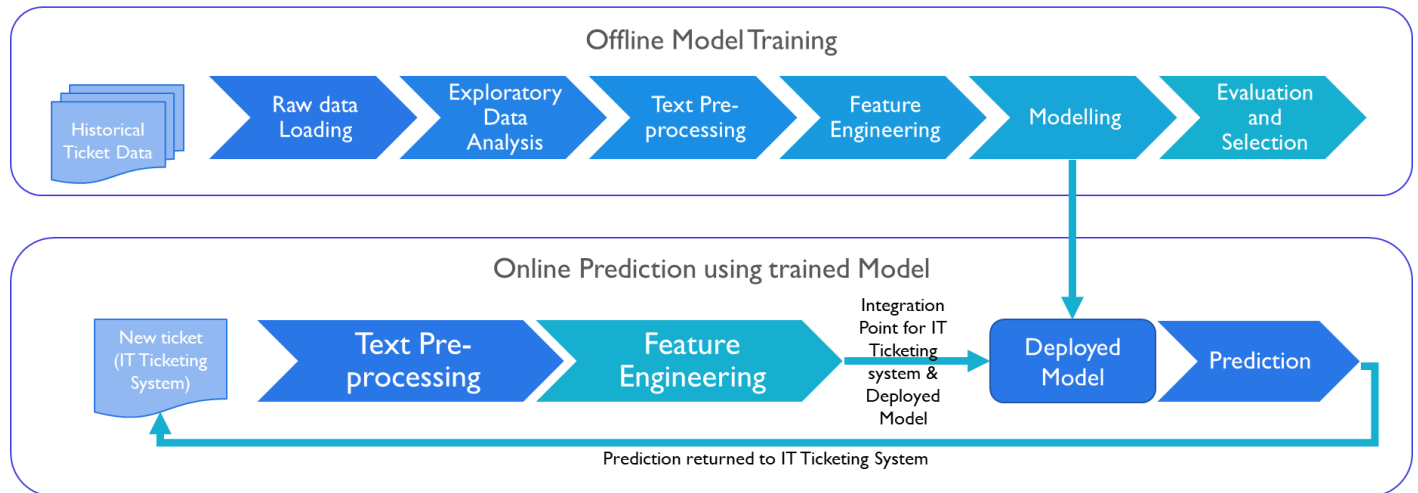 Offline Model Training
Historical
Ticket Data
Raw data
Loading
Exploratory
Data
Analysis
Text Pre-
processing
Feature
Engineering
Modelling
Evaluation
and
Selection
Online Prediction using trained Model
New ticket
(IT Ticketing
System)
Text Pre-
processing
Feature
Engineering
Integration
Point for IT
Ticketing
system &
Deployed
Model
Deployed
Model
Prediction
Prediction returned to IT Ticketing System